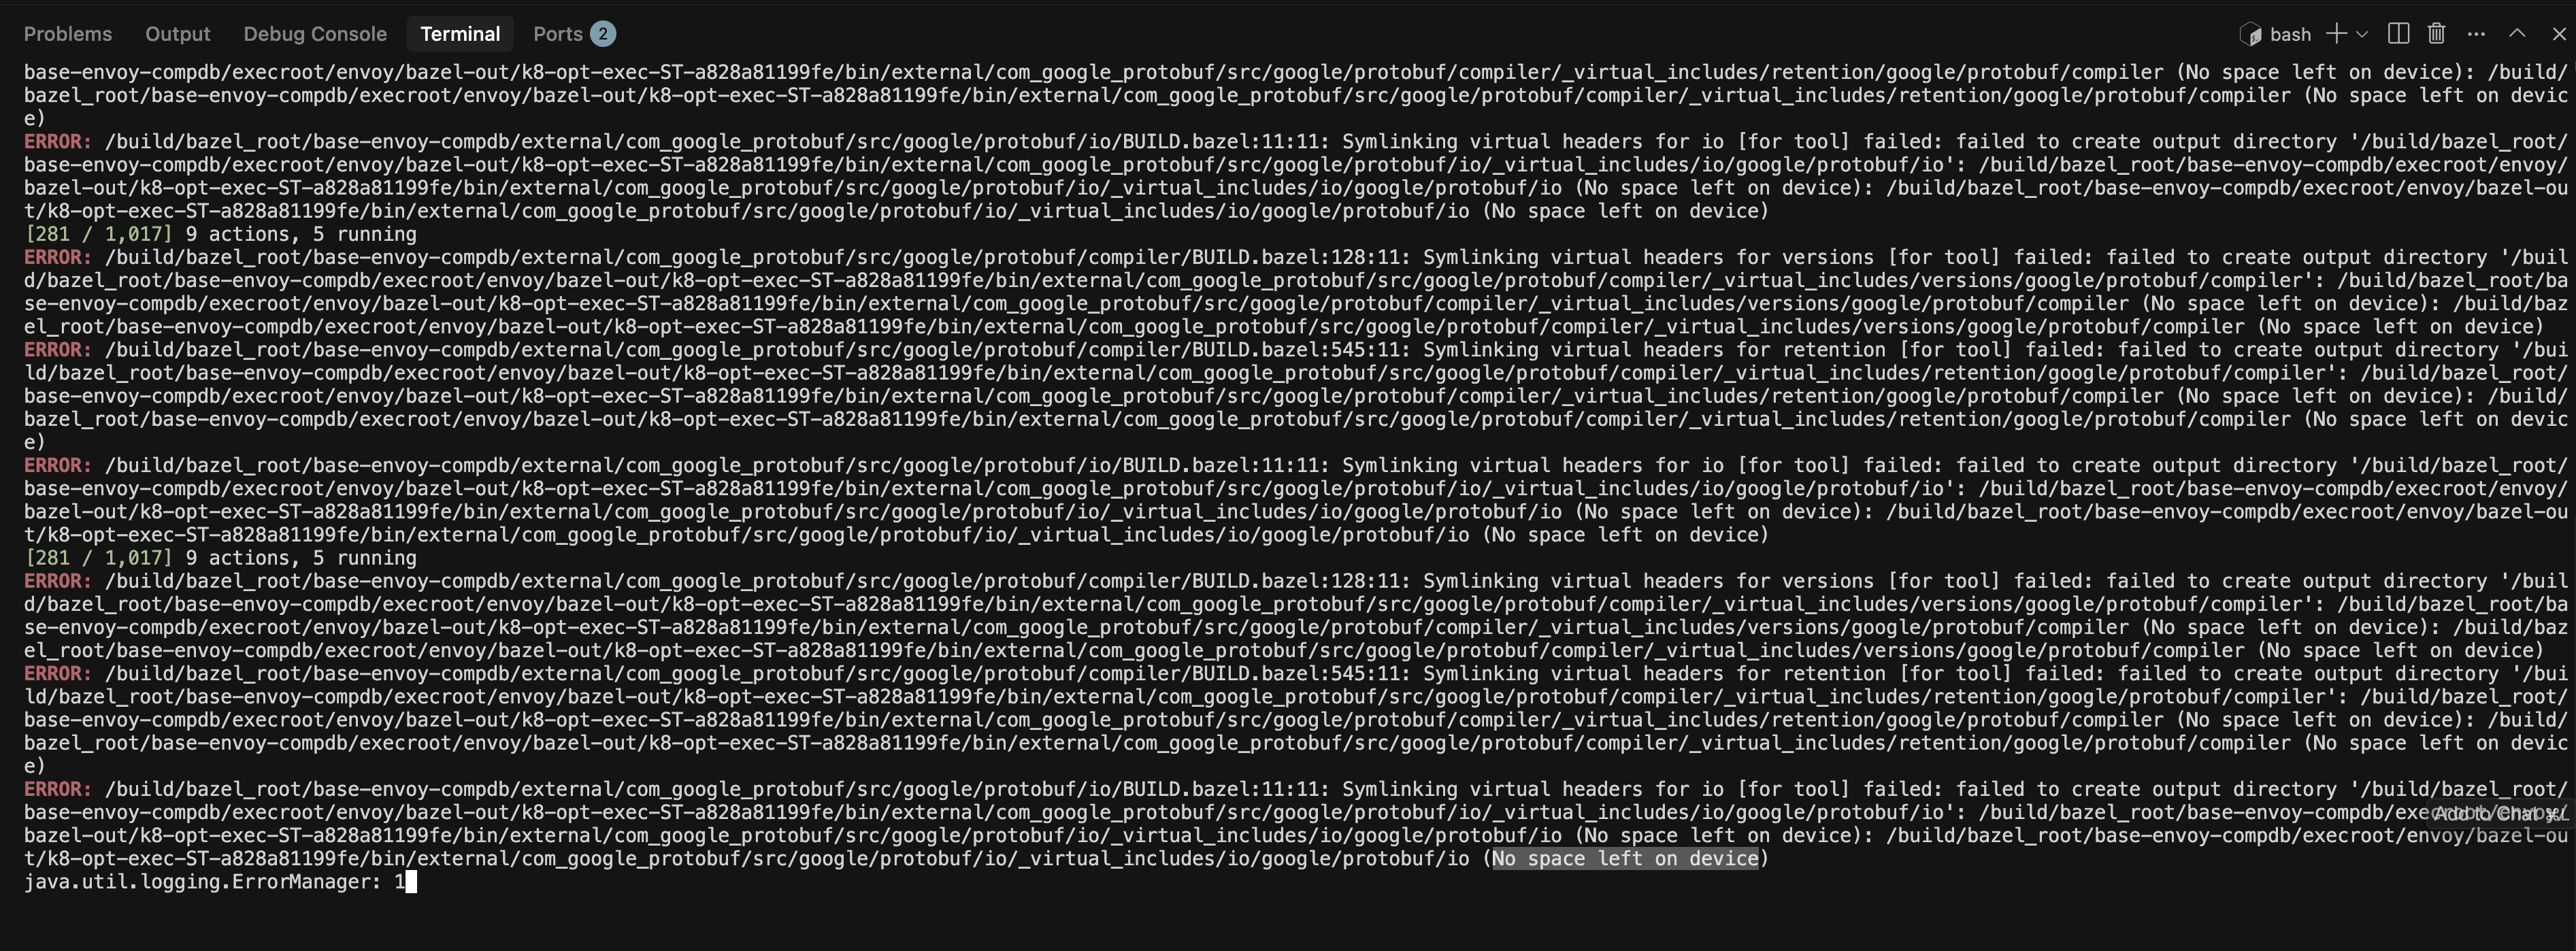 Problems Output Debug Console Terminal Ports 2 bash
base-envoy-compdb/execroot/envoy/bazel-out/k8-opt-exec-ST-a828a81199fe/bin/external/com_google_protobuf/src/google/protobuf/compiler/_virtual_includes/retention/google/protobuf/compiler (No space left on device): /build/
bazel_root/base-envoy-compdb/execroot/envoy/bazel-out/k8-opt-exec-ST-a828a81199fe/bin/external/com_google_protobuf/src/google/protobuf/compiler/_virtual_includes/retention/google/protobuf/compiler (No space left on devic
e)
ERROR: /build/bazel_root/base-envoy-compdb/external/com_google_protobuf/src/google/protobuf/io/BUILD.bazel:11:11: Symlinking virtual headers for io [for tool] failed: failed to create output directory '/build/bazel_root/
base-envoy-compdb/execroot/envoy/bazel-out/k8-opt-exec-ST-a828a81199fe/bin/external/com_google_protobuf/src/google/protobuf/io/_virtual_includes/io/google/protobuf/io': /build/bazel_root/base-envoy-compdb/execroot/envoy/
bazel-out/k8-opt-exec-ST-a828a81199fe/bin/external/com_google_protobuf/src/google/protobuf/io/_virtual_includes/io/google/protobuf/io (No space left on device): /build/bazel_root/base-envoy-compdb/execroot/envoy/bazel-ou
t/k8-opt-exec-ST-a828a81199fe/bin/external/com_google_protobuf/src/google/protobuf/io/_virtual_includes/io/google/protobuf/io (No space left on device)
[281 / 1,017] 9 actions, 5 running
ERROR: /build/bazel_root/base-envoy-compdb/external/com_google_protobuf/src/google/protobuf/compiler/BUILD.bazel:128:11: Symlinking virtual headers for versions [for tool] failed: failed to create output directory '/buil
d/bazel_root/base-envoy-compdb/execroot/envoy/bazel-out/k8-opt-exec-ST-a828a81199fe/bin/external/com_google_protobuf/src/google/protobuf/compiler/_virtual_includes/versions/google/protobuf/compiler': /build/bazel_root/ba
se-envoy-compdb/execroot/envoy/bazel-out/k8-opt-exec-ST-a828a81199fe/bin/external/com_google_protobuf/src/google/protobuf/compiler/_virtual_includes/versions/google/protobuf/compiler (No space left on device): /build/baz
el_root/base-envoy-compdb/execroot/envoy/bazel-out/k8-opt-exec-ST-a828a81199fe/bin/external/com_google_protobuf/src/google/protobuf/compiler/_virtual_includes/versions/google/protobuf/compiler (No space left on device)
ERROR: /build/bazel_root/base-envoy-compdb/external/com_google_protobuf/src/google/protobuf/compiler/BUILD.bazel:545:11: Symlinking virtual headers for retention [for tool] failed: failed to create output directory '/bui
ld/bazel_root/base-envoy-compdb/execroot/envoy/bazel-out/k8-opt-exec-ST-a828a81199fe/bin/external/com_google_protobuf/src/google/protobuf/compiler/_virtual_includes/retention/google/protobuf/compiler': /build/bazel_root/
base-envoy-compdb/execroot/envoy/bazel-out/k8-opt-exec-ST-a828a81199fe/bin/external/com_google_protobuf/src/google/protobuf/compiler/_virtual_includes/retention/google/protobuf/compiler (No space left on device): /build/
bazel_root/base-envoy-compdb/execroot/envoy/bazel-out/k8-opt-exec-ST-a828a81199fe/bin/external/com_google_protobuf/src/google/protobuf/compiler/_virtual_includes/retention/google/protobuf/compiler (No space left on devic
e)
ERROR: /build/bazel_root/base-envoy-compdb/external/com_google_protobuf/src/google/protobuf/io/BUILD.bazel:11:11: Symlinking virtual headers for io [for tool] failed: failed to create output directory '/build/bazel_root/
base-envoy-compdb/execroot/envoy/bazel-out/k8-opt-exec-ST-a828a81199fe/bin/external/com_google_protobuf/src/google/protobuf/io/_virtual_includes/io/google/protobuf/io': /build/bazel_root/base-envoy-compdb/execroot/envoy/
bazel-out/k8-opt-exec-ST-a828a81199fe/bin/external/com_google_protobuf/src/google/protobuf/io/_virtual_includes/io/google/protobuf/io (No space left on device): /build/bazel_root/base-envoy-compdb/execroot/envoy/bazel-ou
t/k8-opt-exec-ST-a828a81199fe/bin/external/com_google_protobuf/src/google/protobuf/io/_virtual_includes/io/google/protobuf/io (No space left on device)
[281 / 1,017] 9 actions, 5 running
ERROR: /build/bazel_root/base-envoy-compdb/external/com_google_protobuf/src/google/protobuf/compiler/BUILD.bazel:128:11: Symlinking virtual headers for versions [for tool] failed: failed to create output directory '/buil
d/bazel_root/base-envoy-compdb/execroot/envoy/bazel-out/k8-opt-exec-ST-a828a81199fe/bin/external/com_google_protobuf/src/google/protobuf/compiler/_virtual_includes/versions/google/protobuf/compiler': /build/bazel_root/ba
se-envoy-compdb/execroot/envoy/bazel-out/k8-opt-exec-ST-a828a81199fe/bin/external/com_google_protobuf/src/google/protobuf/compiler/_virtual_includes/versions/google/protobuf/compiler (No space left on device): /build/baz
el_root/base-envoy-compdb/execroot/envoy/bazel-out/k8-opt-exec-ST-a828a81199fe/bin/external/com_google_protobuf/src/google/protobuf/compiler/_virtual_includes/versions/google/protobuf/compiler (No space left on device)
ERROR: /build/bazel_root/base-envoy-compdb/external/com_google_protobuf/src/google/protobuf/compiler/BUILD.bazel:545:11: Symlinking virtual headers for retention [for tool] failed: failed to create output directory '/bui
ld/bazel_root/base-envoy-compdb/execroot/envoy/bazel-out/k8-opt-exec-ST-a828a81199fe/bin/external/com_google_protobuf/src/google/protobuf/compiler/_virtual_includes/retention/google/protobuf/compiler': /build/bazel_root/
base-envoy-compdb/execroot/envoy/bazel-out/k8-opt-exec-ST-a828a81199fe/bin/external/com_google_protobuf/src/google/protobuf/compiler/_virtual_includes/retention/google/protobuf/compiler (No space left on device): /build/
bazel_root/base-envoy-compdb/execroot/envoy/bazel-out/k8-opt-exec-ST-a828a81199fe/bin/external/com_google_protobuf/src/google/protobuf/compiler/_virtual_includes/retention/google/protobuf/compiler (No space left on devic
e)
ERROR: /build/bazel_root/base-envoy-compdb/external/com_google_protobuf/src/google/protobuf/io/BUILD.bazel:11:11: Symlinking virtual headers for io [for tool] failed: failed to create output directory '/build/bazel_root/
base-envoy-compdb/execroot/envoy/bazel-out/k8-opt-exec-ST-a828a81199fe/bin/external/com_google_protobuf/src/google/protobuf/io/_virtual_includes/io/google/protobuf/io': /build/bazel_root/base-envoy-compdb/
Add to Chat
bazel-out/k8-opt-exec-ST-a828a81199fe/bin/external/com_google_protobuf/src/google/protobuf/io/_virtual_includes/io/google/protobuf/io (No space left on device): /build/bazel_root/base-envoy-compdb/execroot/envoy/bazel-ou
t/k8-opt-exec-ST-a828a81199fe/bin/external/com_google_protobuf/src/google/protobuf/io/_virtual_includes/io/google/protobuf/io (No space left on device)
java.util.logging.ErrorManager: 1